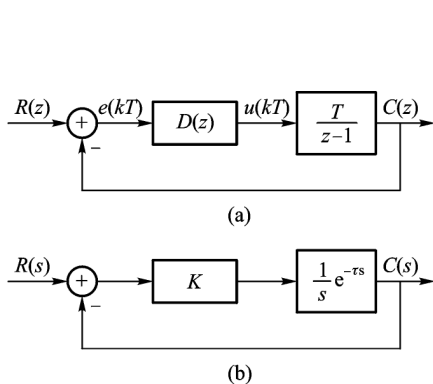 R(z) + − e(kT) D(z) u(kT) T/(z−1) C(z)
(a)
R(s) + − K 1/s e^{−τs} C(s)
(b)